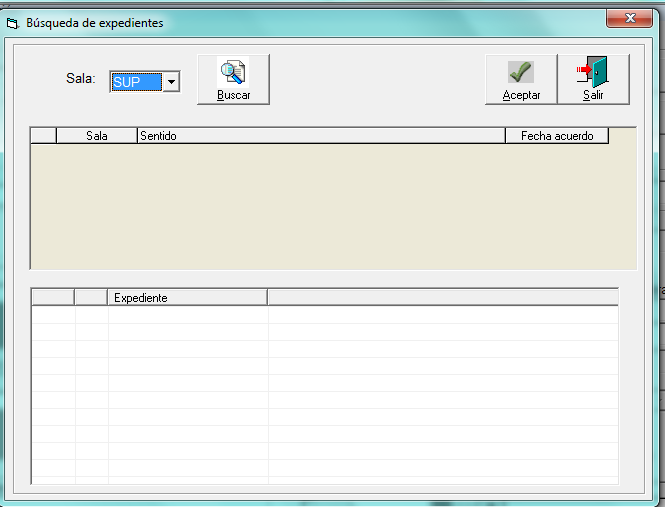 Búsqueda de expedientes
Sala: SUP
Buscar
Aceptar
Salir
Sala Sentido Fecha acuerdo
Expediente